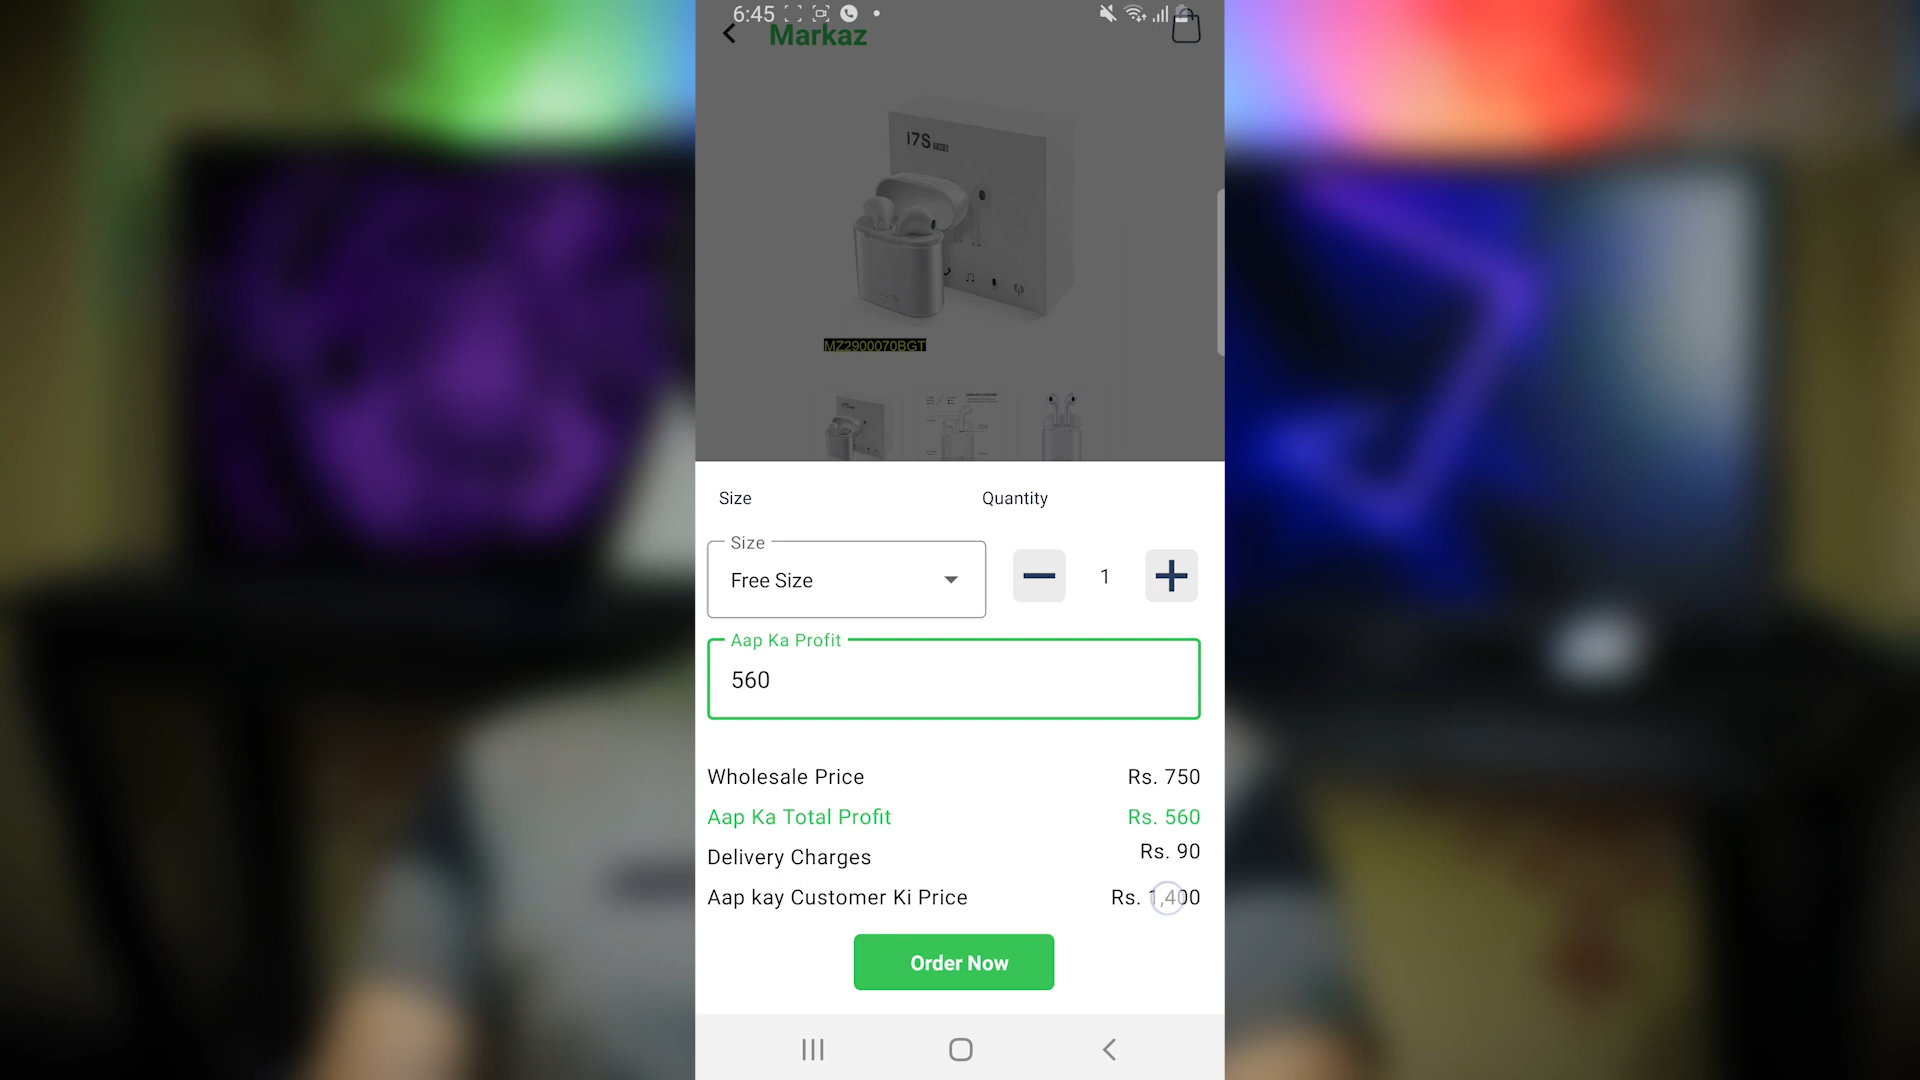 6:45
Markaz
I7S TWS
MZ2900070BGT
Size
Quantity
Size
Free Size
1
Aap Ka Profit
560
Wholesale Price
Rs. 750
Aap Ka Total Profit
Rs. 560
Delivery Charges
Rs. 90
Aap kay Customer Ki Price
Rs. 1,400
Order Now